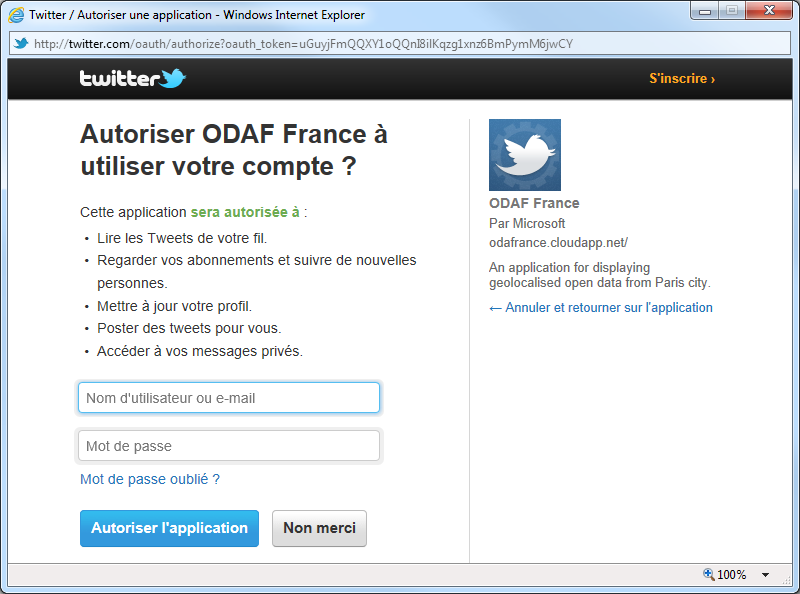 Twitter / Autoriser une application - Windows Internet Explorer
http://twitter.com/oauth/authorize?oauth_token=uGuyjFmQQXY1oQQnI8ilKqzg1xnz6BmPymM6jwCY
twitter
S'inscrire ›
Autoriser ODAF France à
utiliser votre compte ?
Cette application sera autorisée à :
• Lire les Tweets de votre fil.
• Regarder vos abonnements et suivre de nouvelles
personnes.
• Mettre à jour votre profil.
• Poster des tweets pour vous.
• Accéder à vos messages privés.
Nom d'utilisateur ou e-mail
Mot de passe
Mot de passe oublié ?
Autoriser l'application
Non merci
ODAF France
Par Microsoft
odafrance.cloudapp.net/
An application for displaying
geolocalised open data from Paris city.
← Annuler et retourner sur l'application
100%